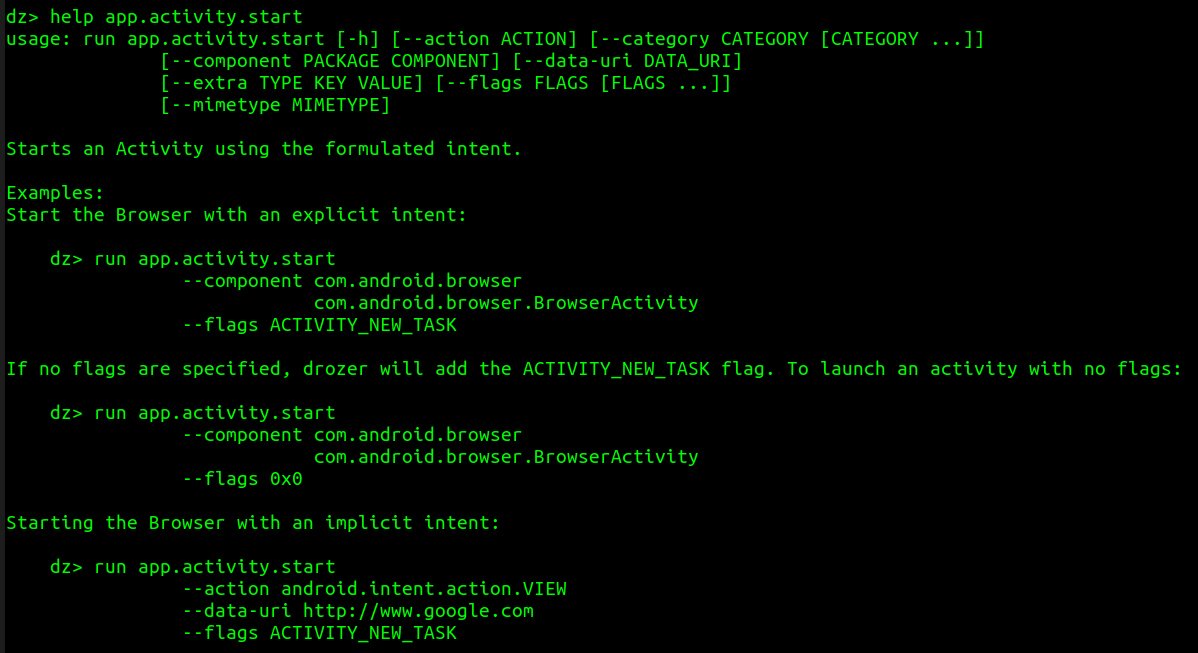 dz> help app.activity.start
usage: run app.activity.start [-h] [--action ACTION] [--category CATEGORY [CATEGORY ...]]
[--component PACKAGE COMPONENT] [--data-uri DATA_URI]
[--extra TYPE KEY VALUE] [--flags FLAGS [FLAGS ...]]
[--mimetype MIMETYPE]
Starts an Activity using the formulated intent.
Examples:
Start the Browser with an explicit intent:
dz> run app.activity.start
--component com.android.browser
com.android.browser.BrowserActivity
--flags ACTIVITY_NEW_TASK
If no flags are specified, drozer will add the ACTIVITY_NEW_TASK flag. To launch an activity with no flags:
dz> run app.activity.start
--component com.android.browser
com.android.browser.BrowserActivity
--flags 0x0
Starting the Browser with an implicit intent:
dz> run app.activity.start
--action android.intent.action.VIEW
--data-uri http://www.google.com
--flags ACTIVITY_NEW_TASK